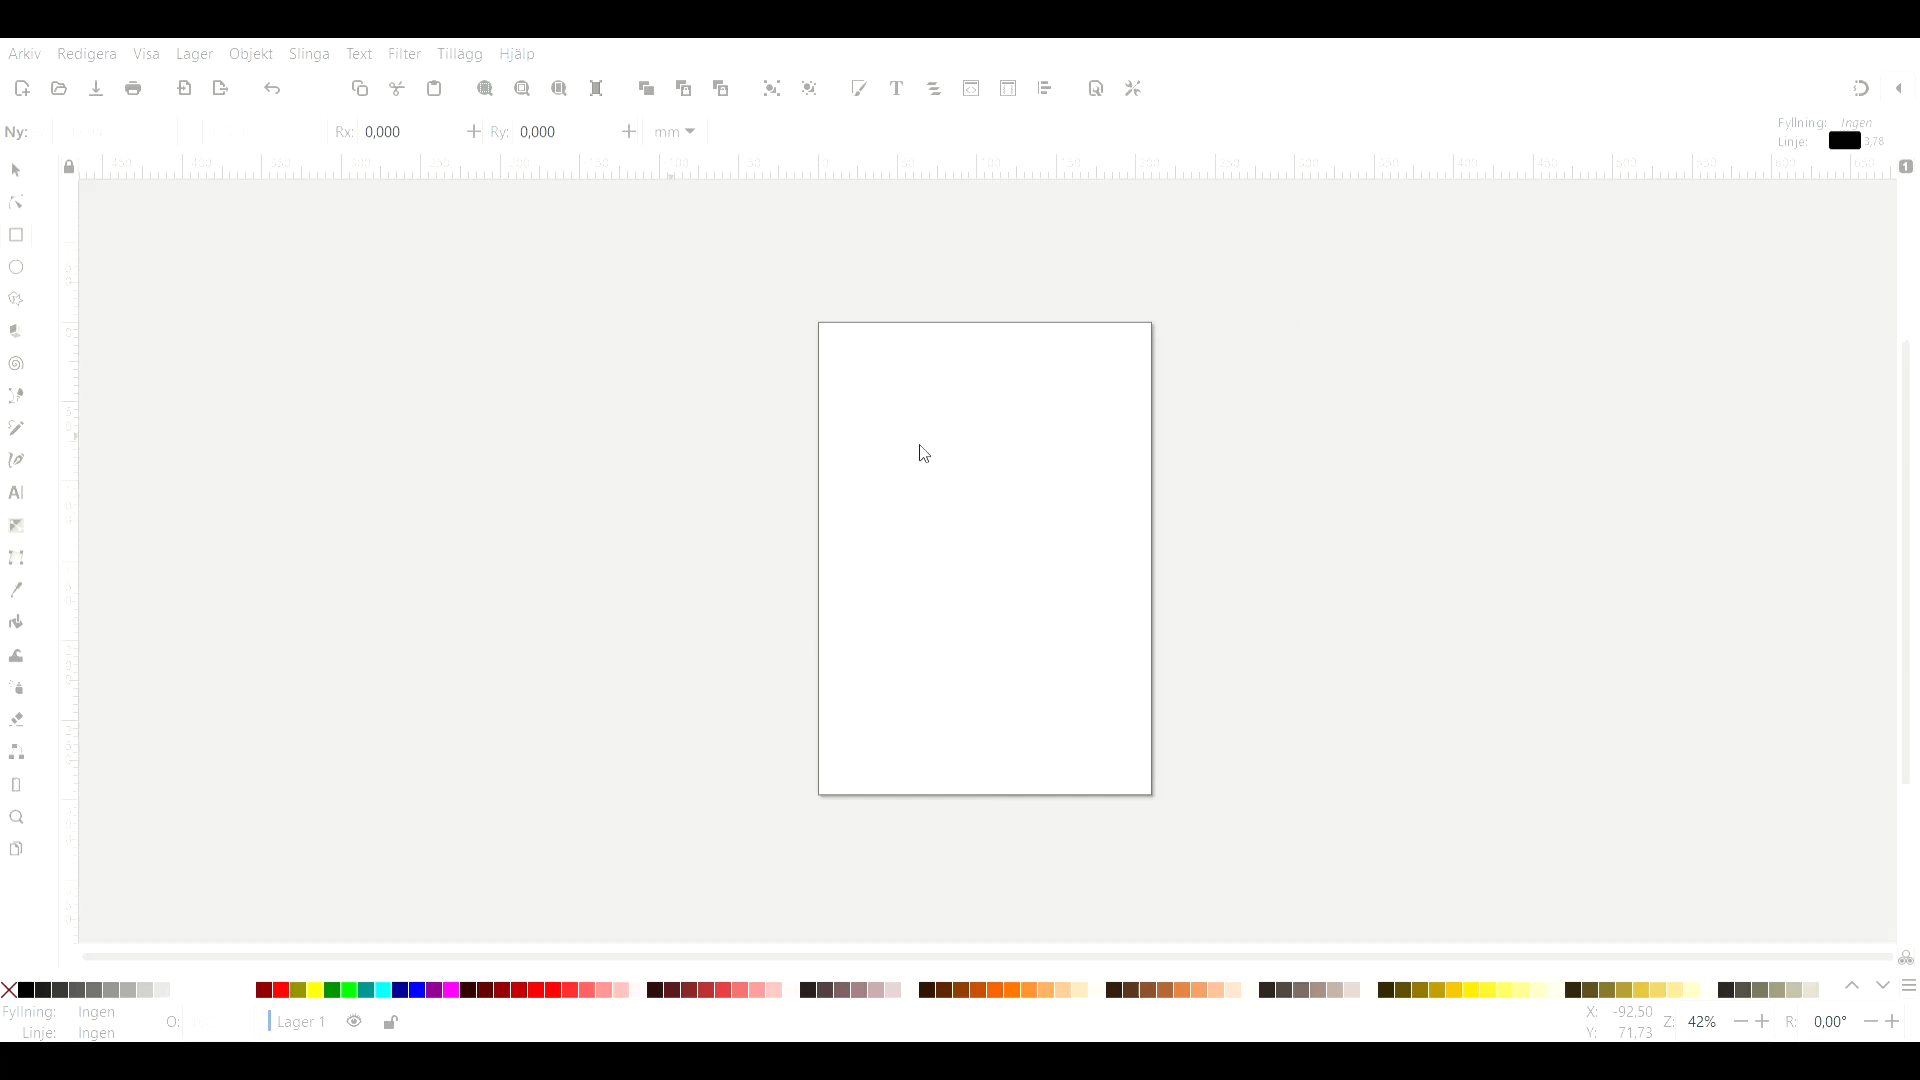 Arkiv Redigera Visa Lager Objekt Slinga Text Filter Tillägg Hjälp
Ny: Rx: 0,000 Ry: 0,000 mm
Fyllning: Ingen
Linje: 3,78
1
Fyllning: Ingen
Linje: Ingen
O:
Lager 1
X: -92,50
Y: 71,73
Z: 42%
R: 0,00°